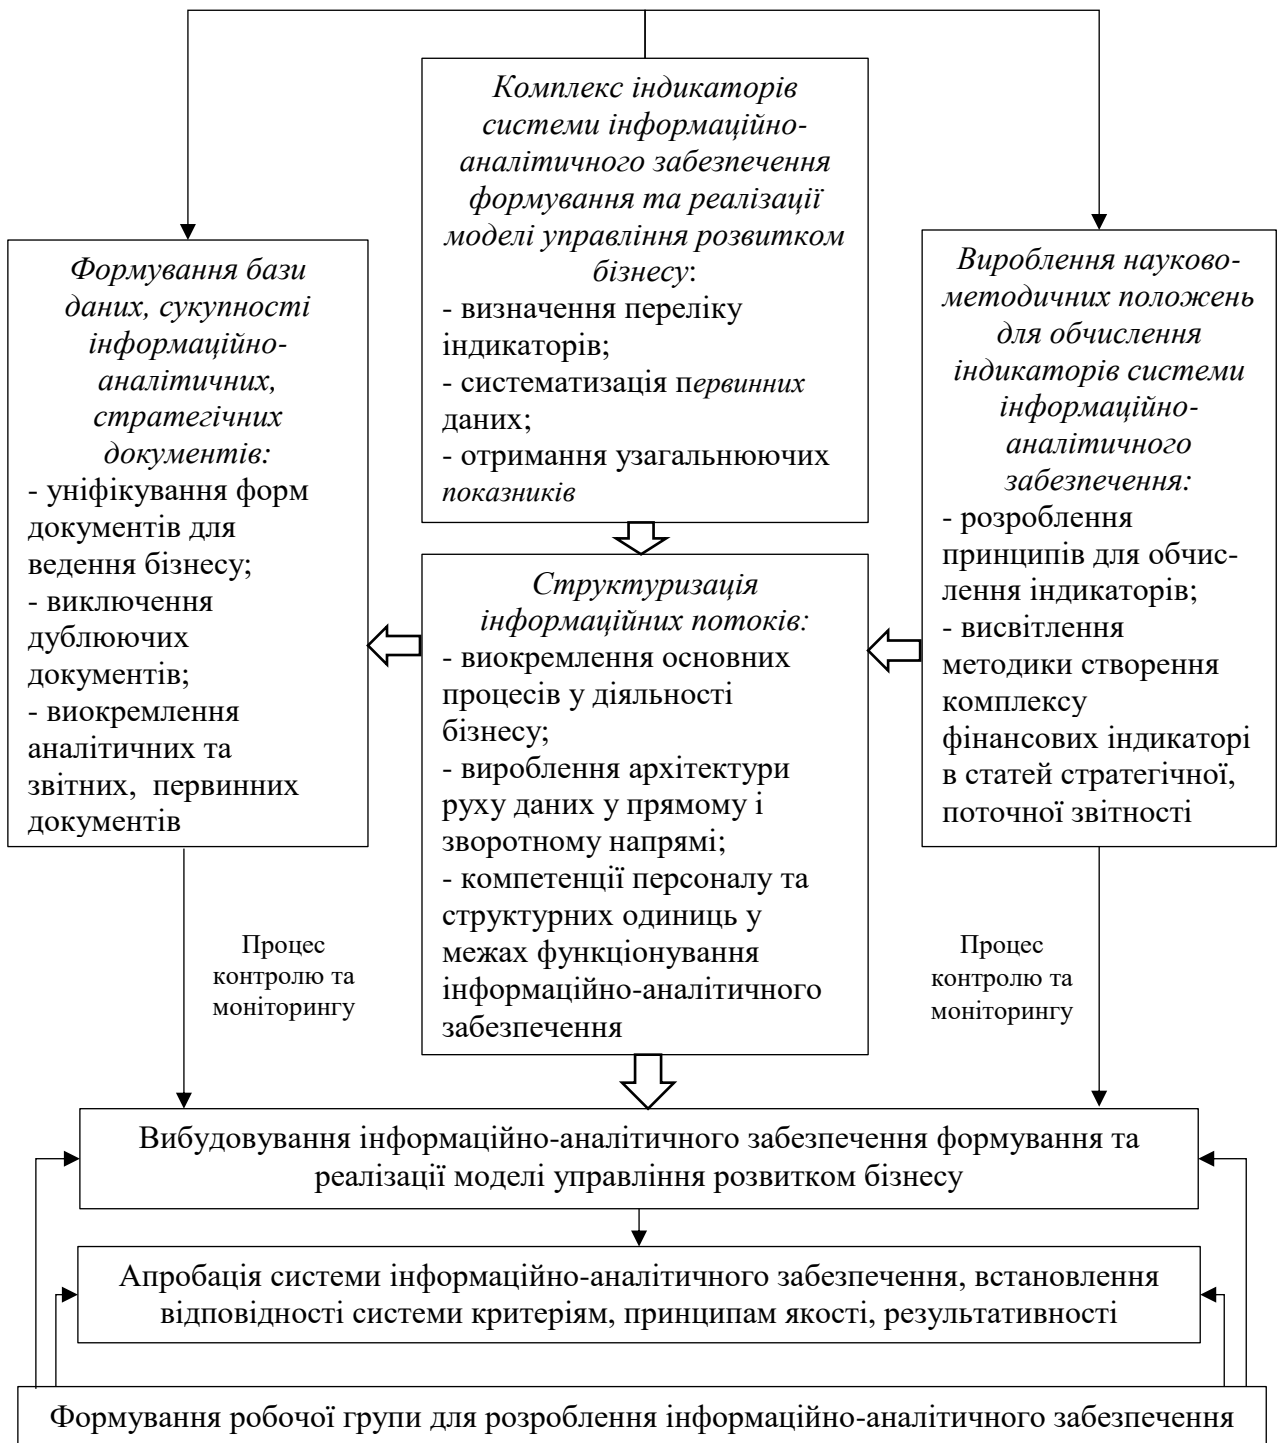 Комплекс індикаторів
системи інформаційно-
аналітичного забезпечення
формування та реалізації
моделі управління розвитком
бізнесу:
- визначення переліку
індикаторів;
- систематизація первинних
даних;
- отримання узагальнюючих
показників
Формування бази
даних, сукупності
інформаційно-
аналітичних,
стратегічних
документів:
- уніфікування форм
документів для
ведення бізнесу;
- виключення
дублюючих
документів;
- виокремлення
аналітичних та
звітних, первинних
документів
Структуризація
інформаційних потоків:
- виокремлення основних
процесів у діяльності
бізнесу;
- вироблення архітектури
руху даних у прямому і
зворотному напрямі;
- компетенції персоналу та
структурних одиниць у
межах функціонування
інформаційно-аналітичного
забезпечення
Вироблення науково-
методичних положень
для обчислення
індикаторів системи
інформаційно-
аналітичного
забезпечення:
- розроблення
принципів для обчис-
лення індикаторів;
- висвітлення
методики створення
комплексу
фінансових індикаторі
в статей стратегічної,
поточної звітності
Процес
контролю та
моніторингу
Процес
контролю та
моніторингу
Вибудовування інформаційно-аналітичного забезпечення формування та
реалізації моделі управління розвитком бізнесу
Апробація системи інформаційно-аналітичного забезпечення, встановлення
відповідності системи критеріям, принципам якості, результативності
Формування робочої групи для розроблення інформаційно-аналітичного забезпечення